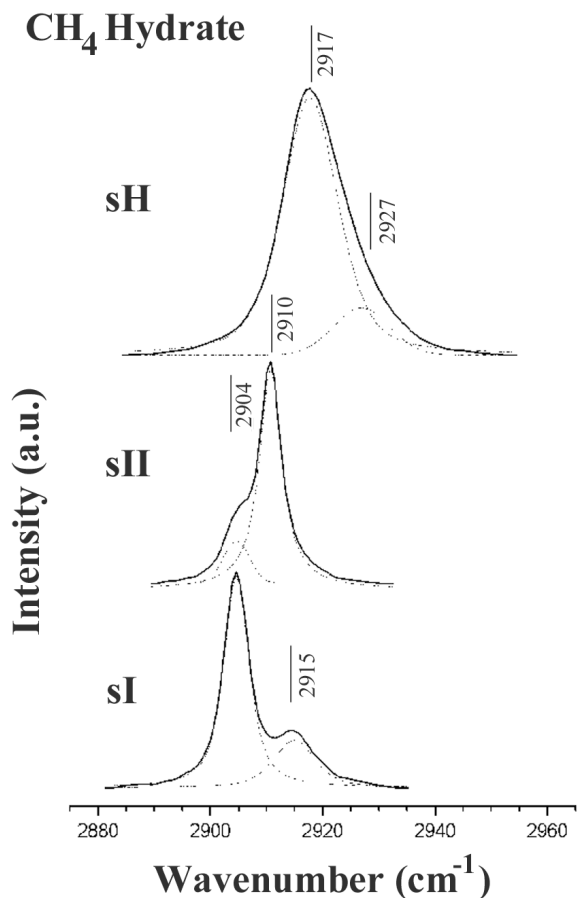 CH4 Hydrate
2917
sH
2927
2910
2904
sII
sI
2915
Intensity (a.u.)
2880 2900 2920 2940 2960
Wavenumber (cm-1)